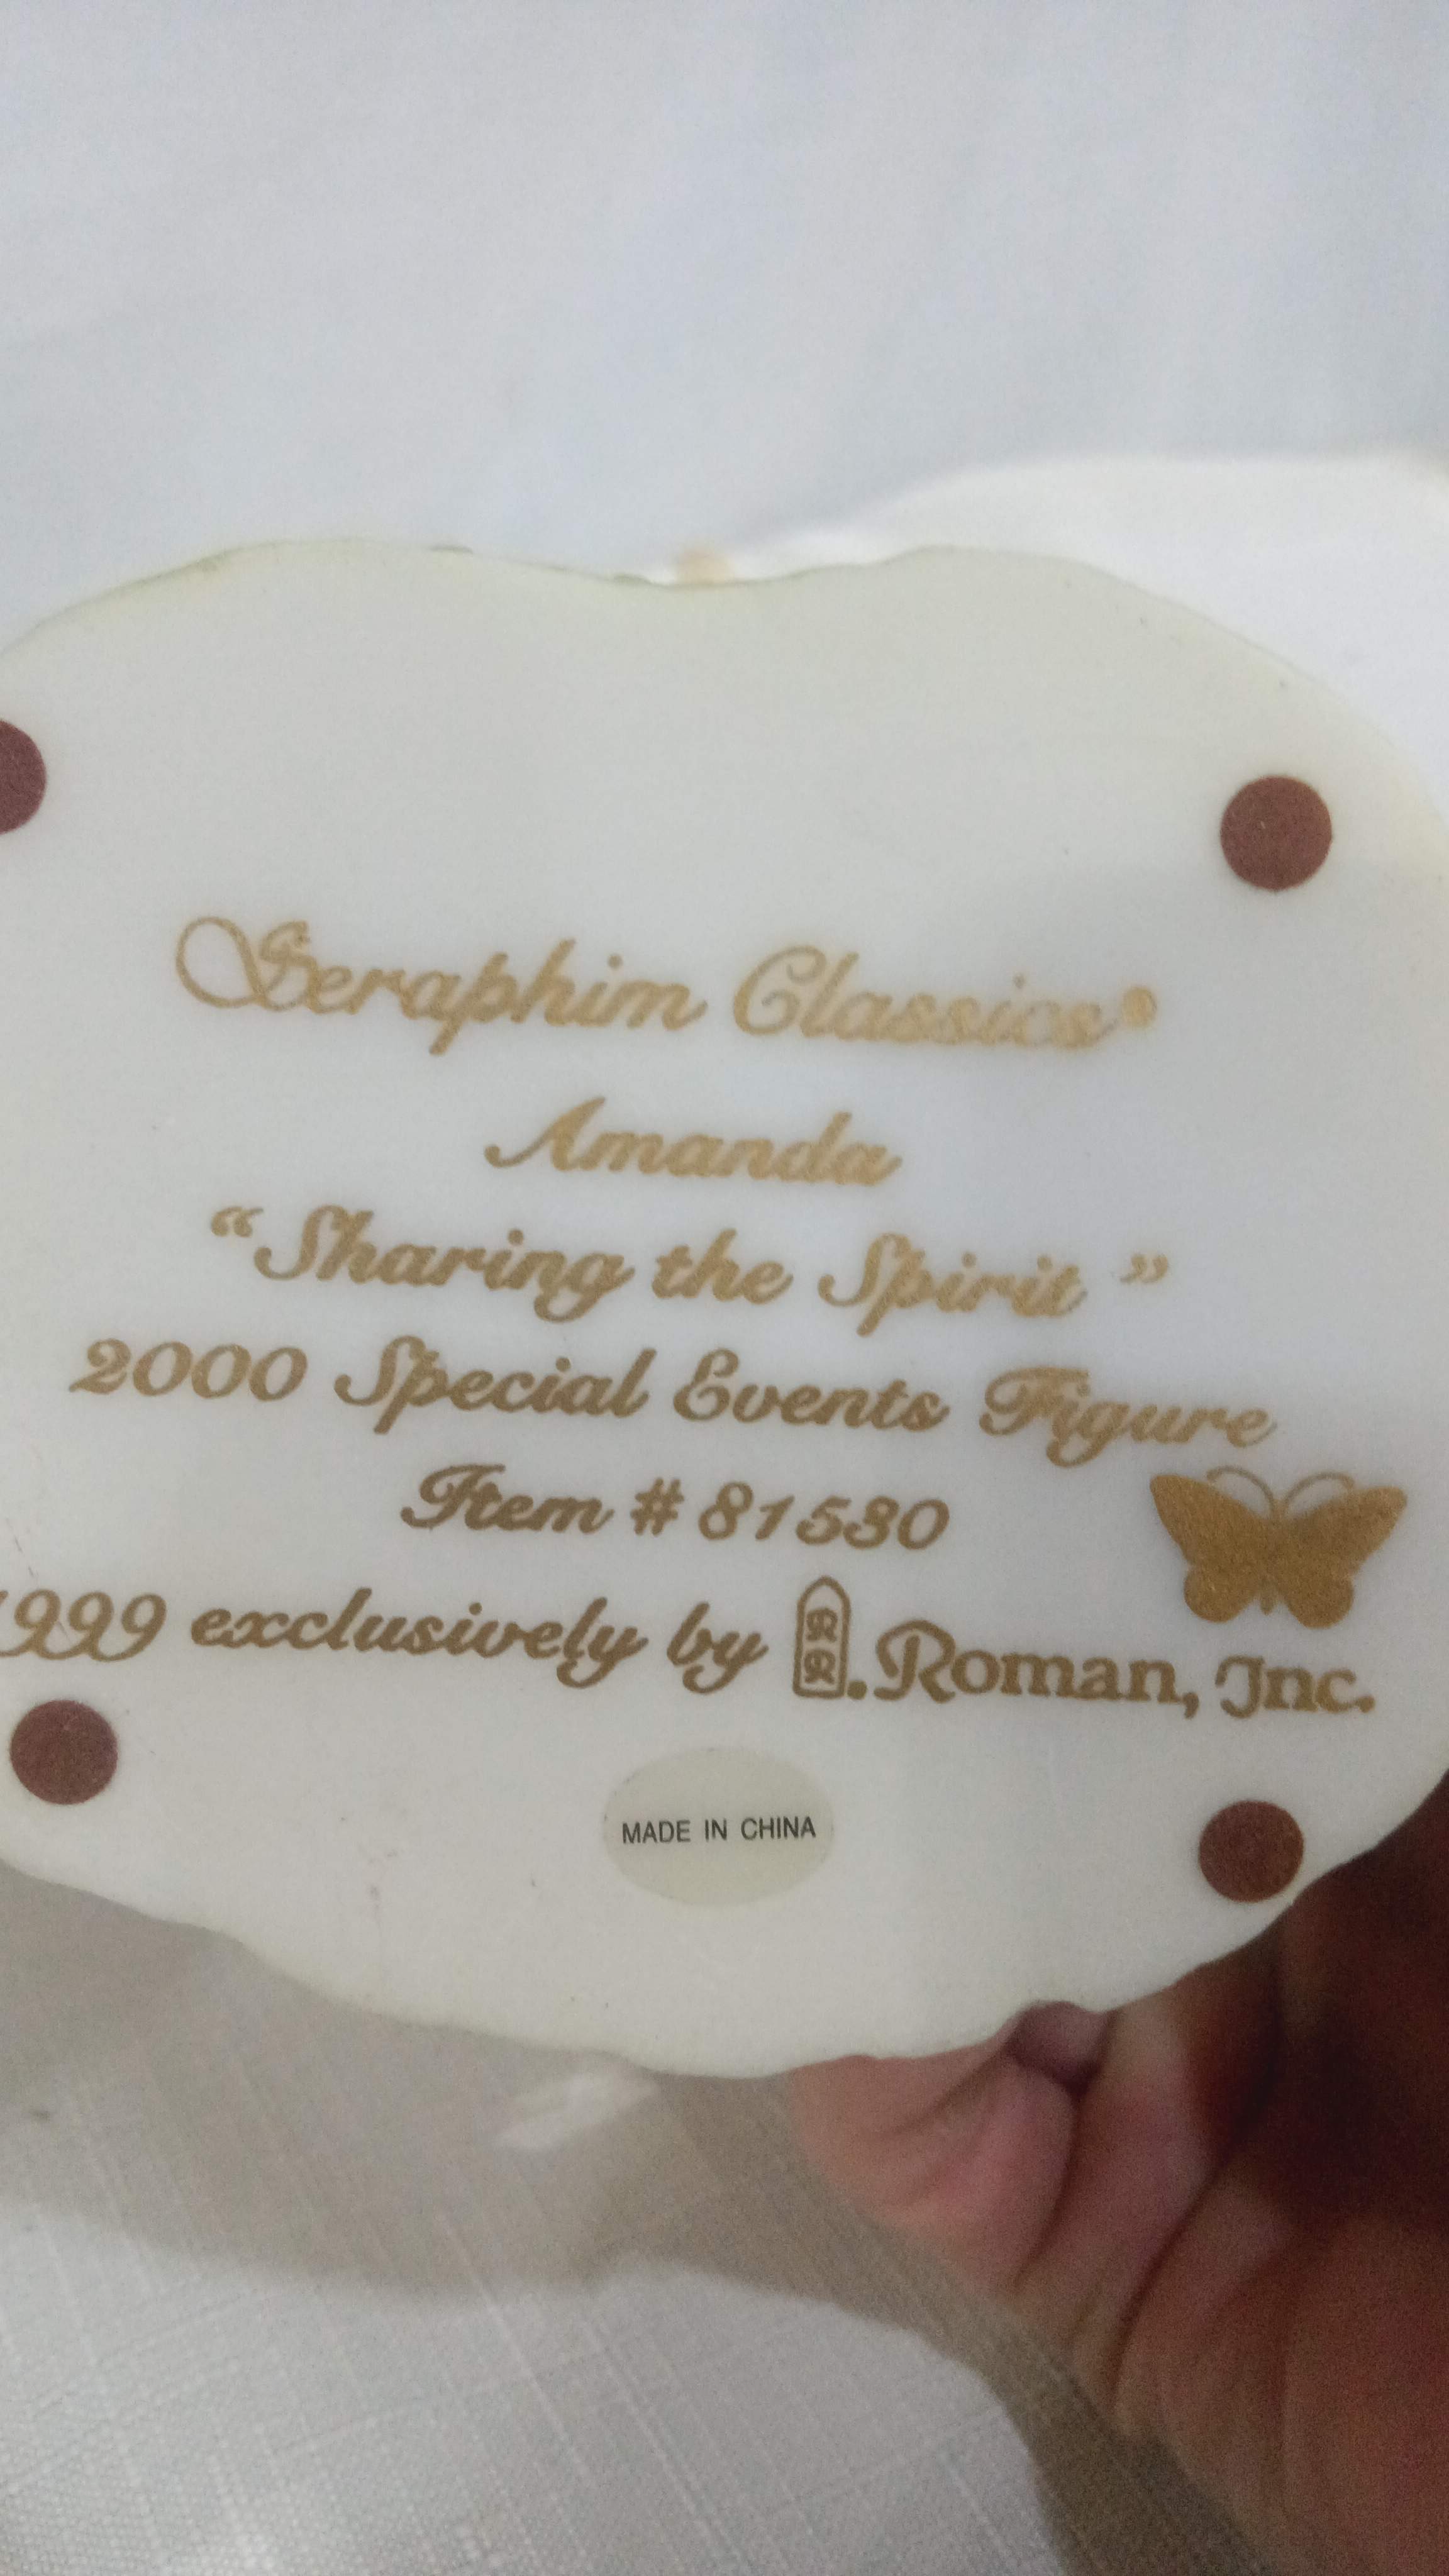 Seraphim Classics®
Amanda
“Sharing the Spirit”
2000 Special Events Figure
Item # 81530
1999 exclusively by R R . Roman, Inc.
MADE IN CHINA